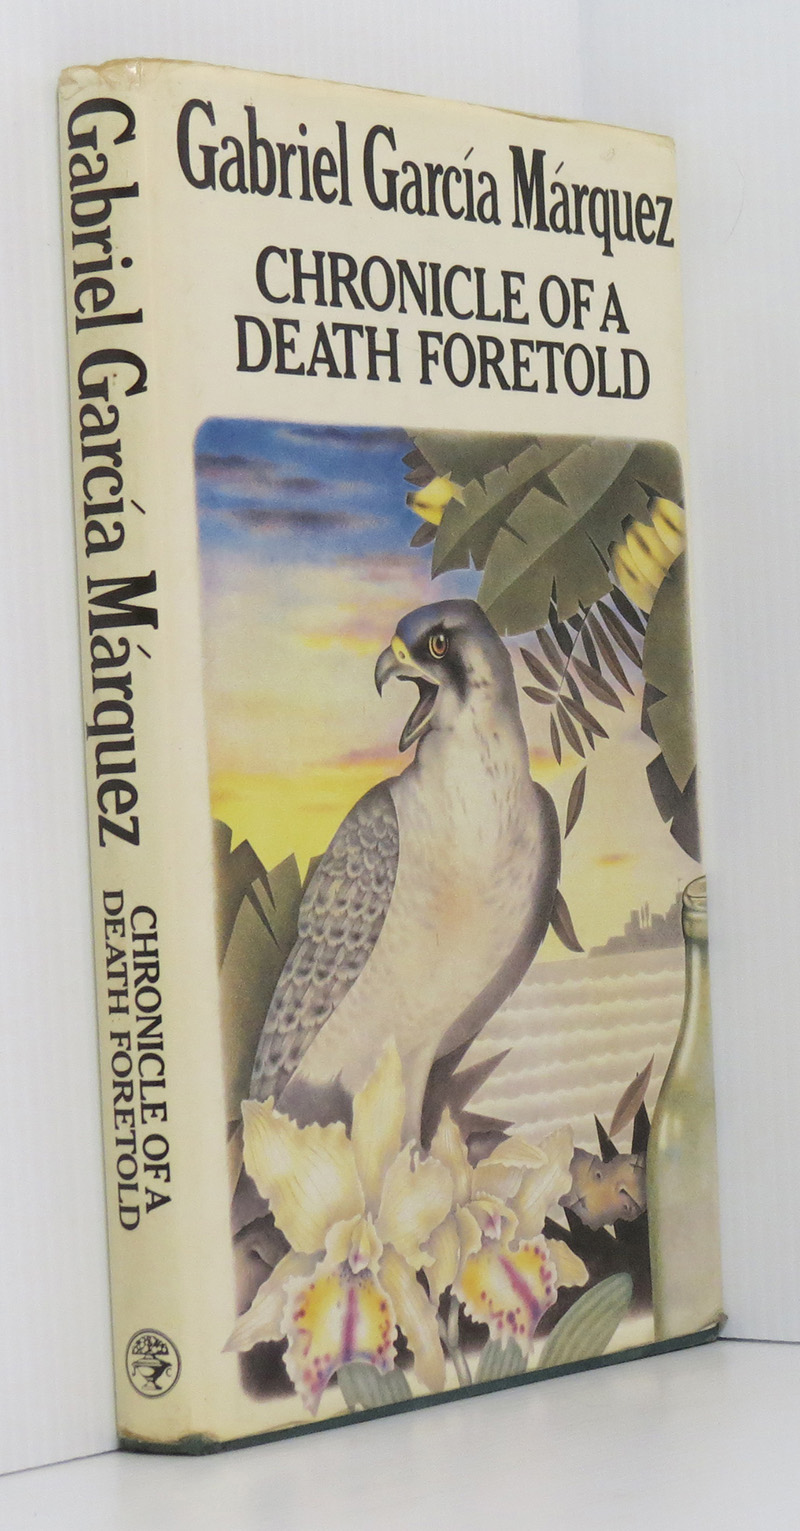 Gabriel García Márquez
CHRONICLE OF A
DEATH FORETOLD
Gabriel García Márquez
CHRONICLE OF A
DEATH FORETOLD